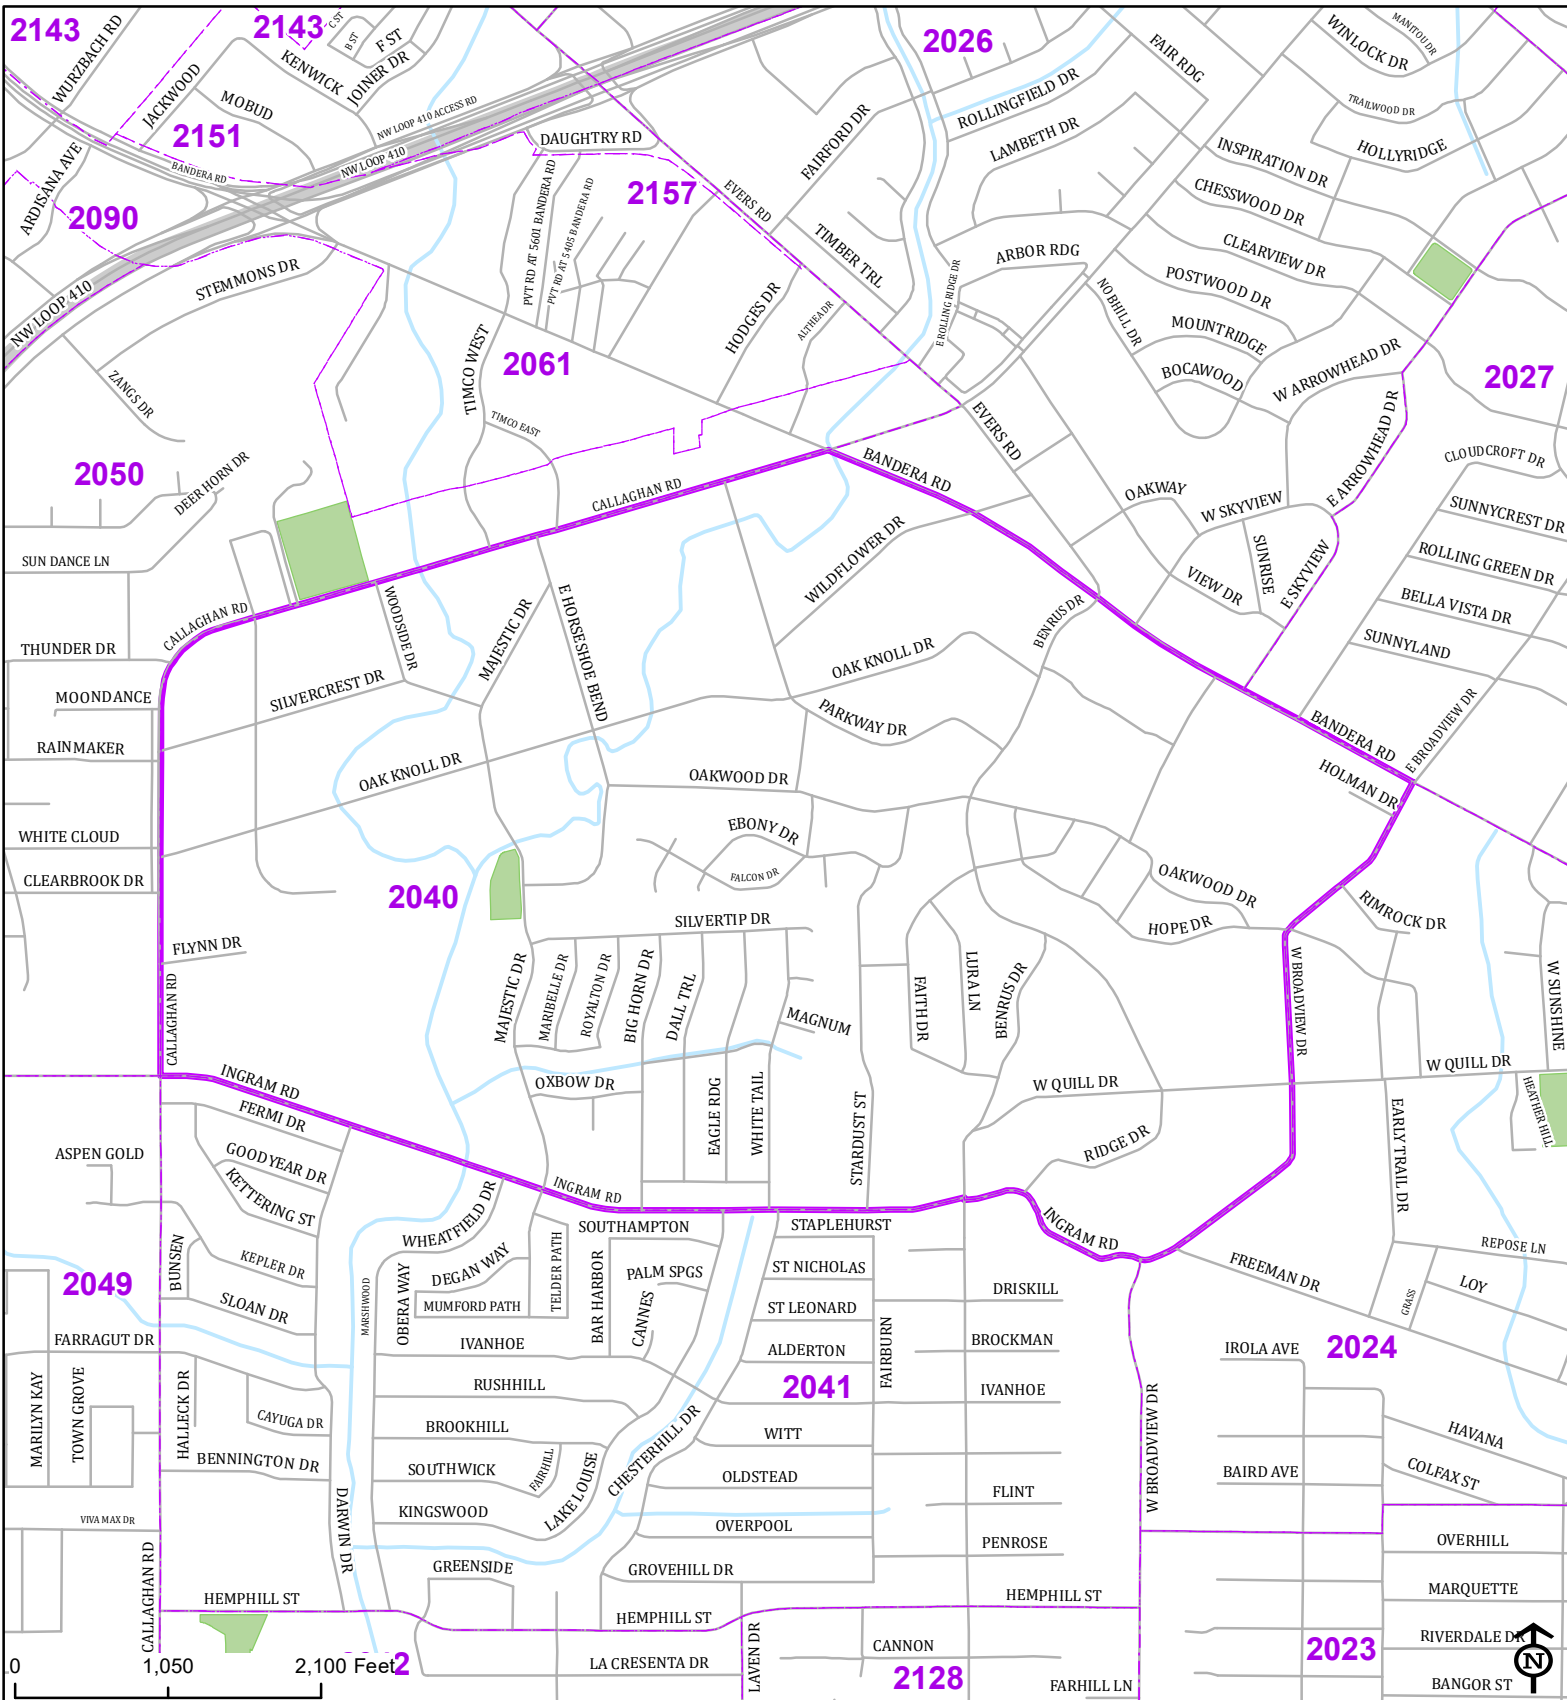 2143
2143
2026
WURZBACH RD
C ST
B ST
F ST
KENWICK
JOINER DR
JACKWOOD
MOBUD
2151
NW LOOP 410 ACCESS RD
NW LOOP 410
BANDERA RD
ARDISANA AVE
2090
DAUGHTRY RD
2157
EVERS RD
FAIRFORD DR
ROLLINGFIELD DR
LAMBETH DR
FAIR RDG
WINLOCK DR
MANITOU DR
TRAILWOOD DR
HOLLYRIDGE
INSPIRATION DR
CHESSWOOD DR
CLEARVIEW DR
POSTWOOD DR
MOUNTRIDGE
BOCAWOOD
NOBHILL DR
ARBOR RDG
TIMBER TRL
E ROLLING RIDGE DR
PVT RD AT 5601 BANDERA RD
PVT RD AT 5405 BANDERA RD
STEMMONS DR
NW LOOP 410
ZANGS DR
TIMCO WEST
2061
TIMCO EAST
HODGES DR
ALTHEA DR
W ARROWHEAD DR
2027
E ARROWHEAD DR
EVERS RD
BANDERA RD
CALLAGHAN RD
2050
DEER HORN DR
SUN DANCE LN
CLOUDCROFT DR
SUNNYCREST DR
ROLLING GREEN DR
BELLA VISTA DR
SUNNYLAND
OAKWAY
W SKYVIEW
SUNRISE
VIEW DR
E SKYVIEW
WILDFLOWER DR
BENRUS DR
OAK KNOLL DR
PARKWAY DR
CALLAGHAN RD
THUNDER DR
MOONDANCE
RAINMAKER
WHITE CLOUD
CLEARBROOK DR
WOODSIDE DR
MAJESTIC DR
E HORSESHOE BEND
SILVERCREST DR
OAK KNOLL DR
OAKWOOD DR
EBONY DR
FALCON DR
BANDERA RD
E BROADVIEW DR
HOLMAN DR
2040
SILVERTIP DR
OAKWOOD DR
HOPE DR
RIMROCK DR
FLYNN DR
CALLAGHAN RD
MAJESTIC DR
MARIBELLE DR
ROYALTON DR
BIG HORN DR
DALL TRL
MAGNUM
FAITH DR
LURA LN
BENRUS DR
W BROADVIEW DR
W SUNSHINE
W QUILL DR
W QUILL DR
HEATHER HILL
INGRAM RD
FERMI DR
OXBOW DR
EAGLE RDG
WHITE TAIL
STARDUST ST
RIDGE DR
EARLY TRAIL DR
ASPEN GOLD
GOODYEAR DR
KETTERING ST
INGRAM RD
INGRAM RD
WHEATFIELD DR
SOUTHAMPTON
STAPLEHURST
BUNSEN
KEPLER DR
SLOAN DR
2049
MARSHWOOD
OBERA WAY
DEGAN WAY
MUMFORD PATH
TELDER PATH
BAR HARBOR
PALM SPGS
CANNES
ST NICHOLAS
ST LEONARD
ALDERTON
FAIRBURN
DRISKILL
BROCKMAN
IVANHOE
FREEMAN DR
REPOSE LN
LOY
GRASS
IROLA AVE
2024
FARRAGUT DR
MARILYN KAY
TOWN GROVE
HALLECK DR
CAYUGA DR
BENNINGTON DR
IVANHOE
RUSHHILL
BROOKHILL
SOUTHWICK
FAIRHILL
KINGSWOOD
LAKE LOUISE
CHESTERHILL DR
2041
WITT
OLDSTEAD
OVERPOOL
FLINT
PENROSE
W BROADVIEW DR
HAVANA
BAIRD AVE
COLFAX ST
VIVA MAX DR
CALLAGHAN RD
DARWIN DR
GREENSIDE
GROVEHILL DR
OVERHILL
MARQUETTE
HEMPHILL ST
HEMPHILL ST
HEMPHILL ST
LAVEN DR
CANNON
LA CRESENTA DR
2128
FARHILL LN
2023
RIVERDALE DR
BANGOR ST
N
0
1,050
2,100 Feet